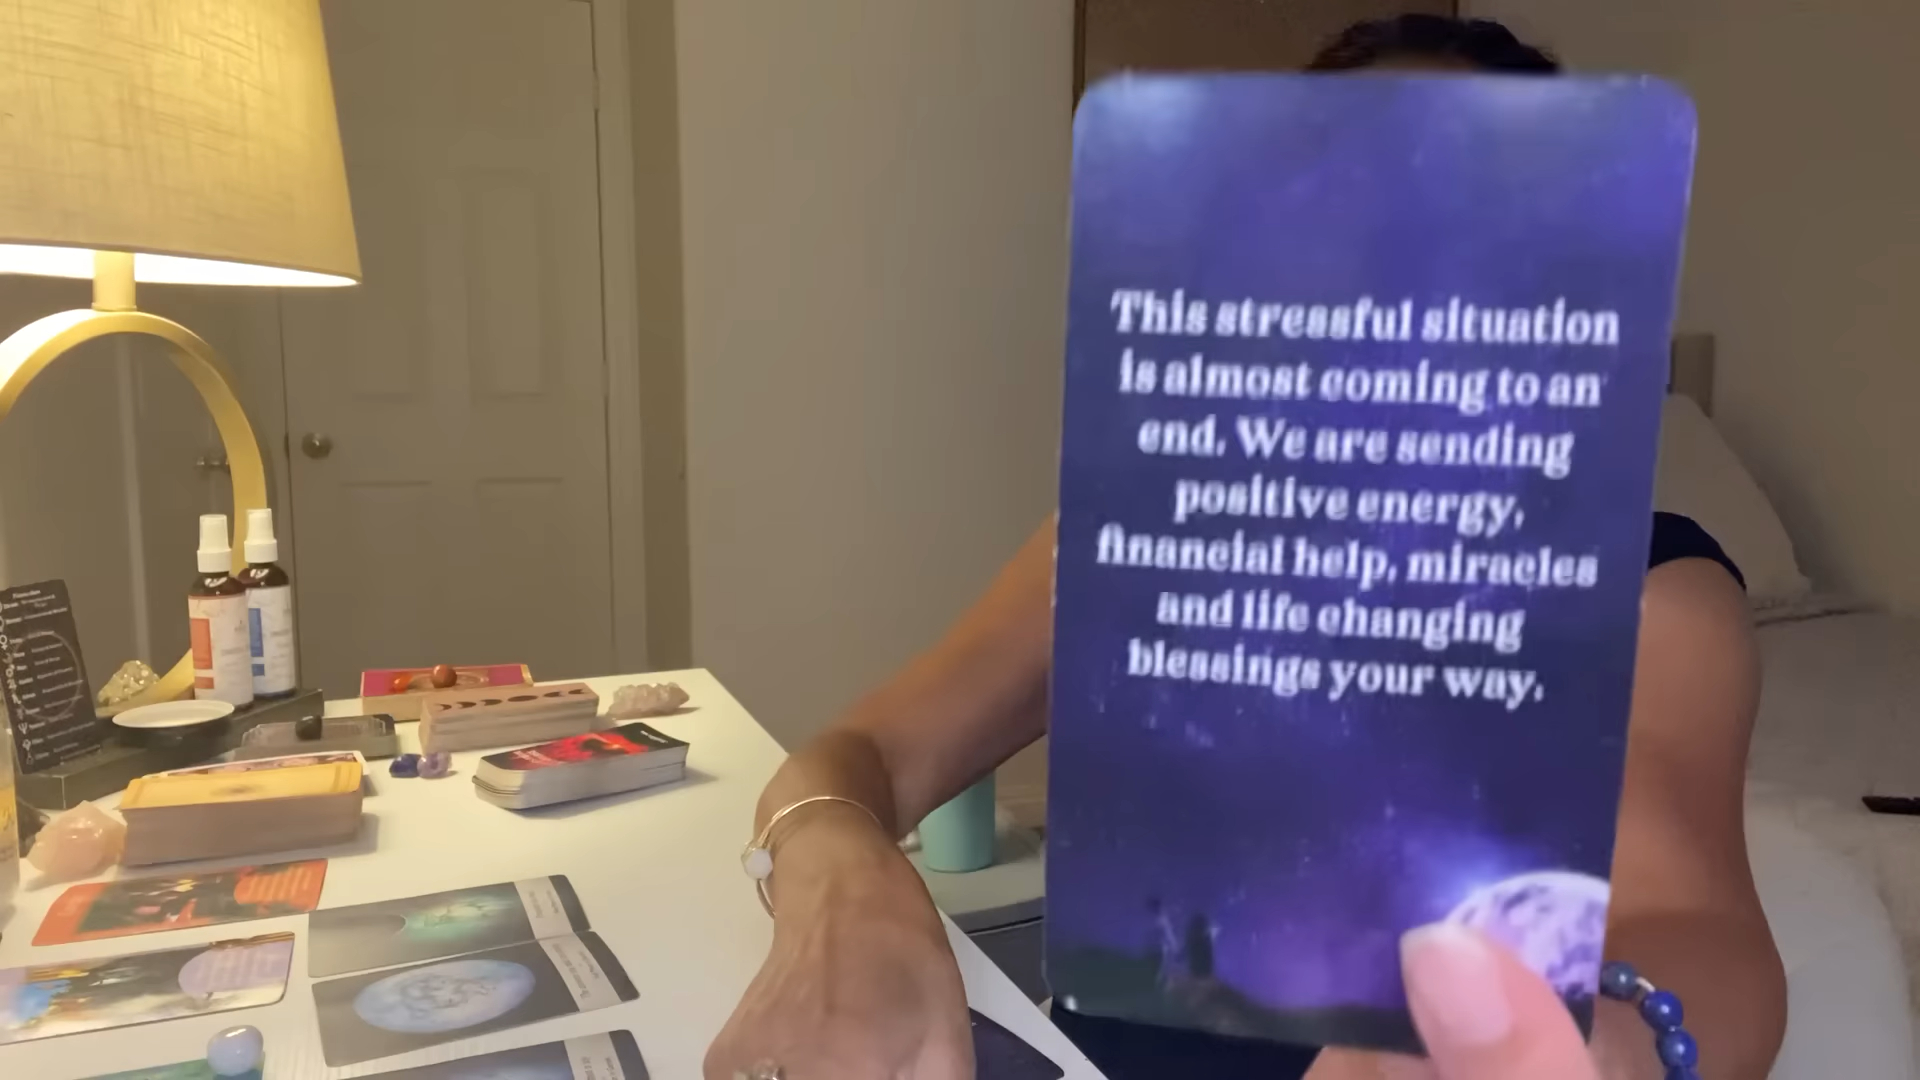 This stressful situation
is almost coming to an
end. We are sending
positive energy,
financial help, miracles
and life changing
blessings your way.